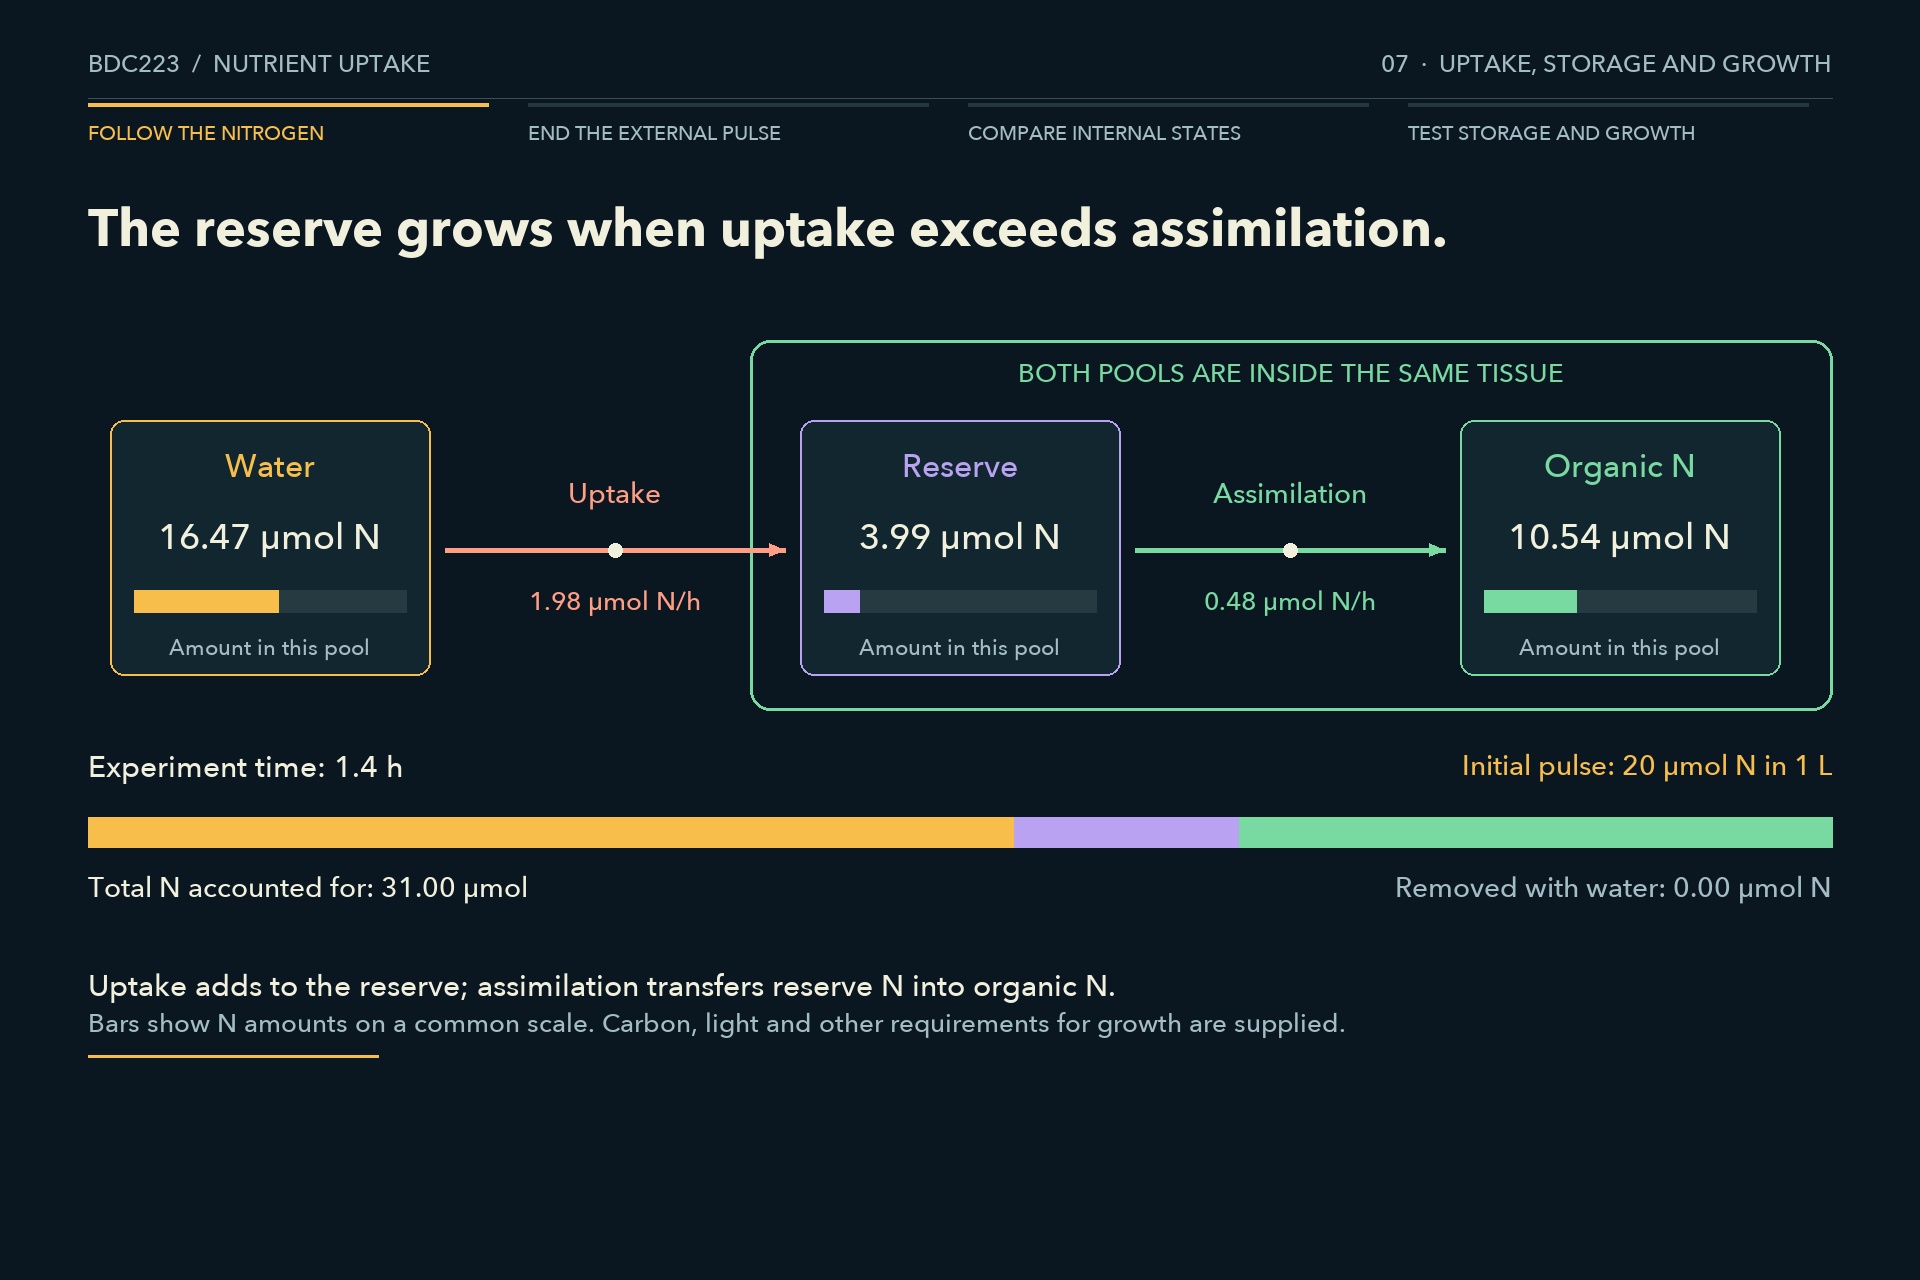 BDC223 / NUTRIENT UPTAKE
07 · UPTAKE, STORAGE AND GROWTH
FOLLOW THE NITROGEN
END THE EXTERNAL PULSE
COMPARE INTERNAL STATES
TEST STORAGE AND GROWTH
The reserve grows when uptake exceeds assimilation.
BOTH POOLS ARE INSIDE THE SAME TISSUE
Water
16.47 µmol N
Amount in this pool
Uptake
1.98 µmol N/h
Reserve
3.99 µmol N
Amount in this pool
Assimilation
0.48 µmol N/h
Organic N
10.54 µmol N
Amount in this pool
Experiment time: 1.4 h
Initial pulse: 20 µmol N in 1 L
Total N accounted for: 31.00 µmol
Removed with water: 0.00 µmol N
Uptake adds to the reserve; assimilation transfers reserve N into organic N.
Bars show N amounts on a common scale. Carbon, light and other requirements for growth are supplied.